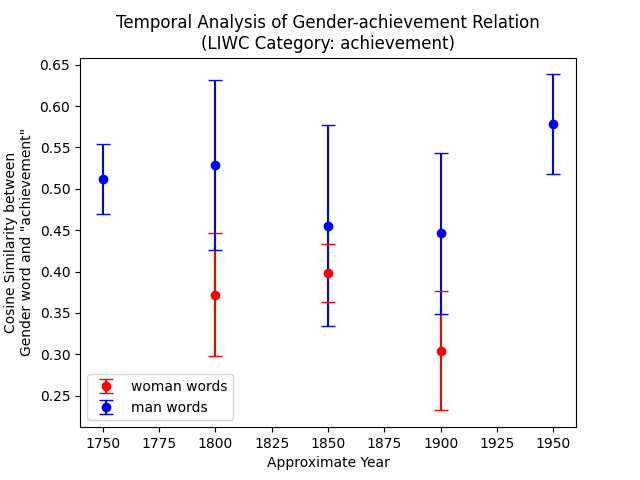 Temporal Analysis of Gender-achievement Relation
(LIWC Category: achievement)
Cosine Similarity between
Gender word and "achievement"
0.65
0.60
0.55
0.50
0.45
0.40
0.35
0.30
0.25
woman words
man words
1750 1775 1800 1825 1850 1875 1900 1925 1950
Approximate Year